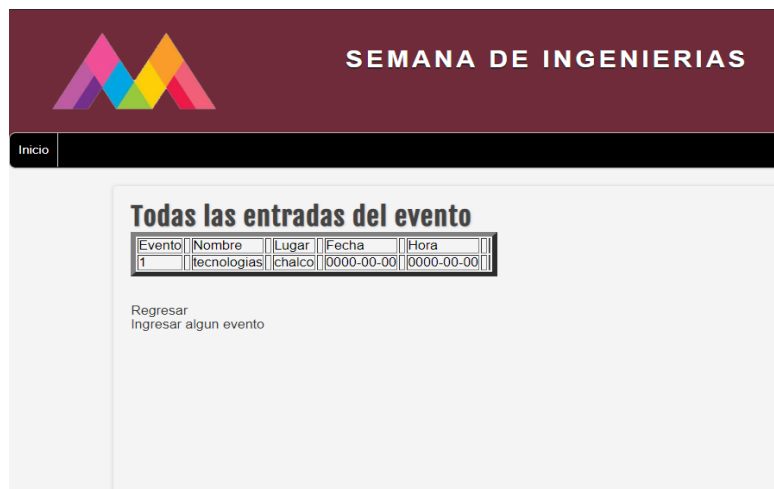 SEMANA DE INGENIERIAS
Inicio
Todas las entradas del evento
Evento Nombre Lugar Fecha Hora
1 tecnologias chalco 0000-00-00 0000-00-00
Regresar
Ingresar algun evento